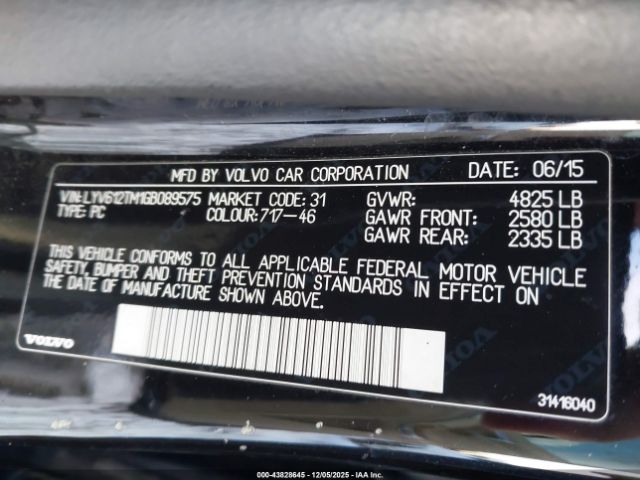 MFD BY VOLVO CAR CORPORATION DATE: 06/15
VIN: LYV612TM1GB089575 MARKET CODE: 31 GVWR: 4825 LB
TYPE: PC COLOUR: 717-46 GAWR FRONT: 2580 LB
GAWR REAR: 2335 LB
THIS VEHICLE CONFORMS TO ALL APPLICABLE FEDERAL MOTOR VEHICLE
SAFETY, BUMPER AND THEFT PREVENTION STANDARDS IN EFFECT ON
THE DATE OF MANUFACTURE SHOWN ABOVE.
VOLVO
31416040
000-43828645 - 12/05/2025 - IAA Inc.